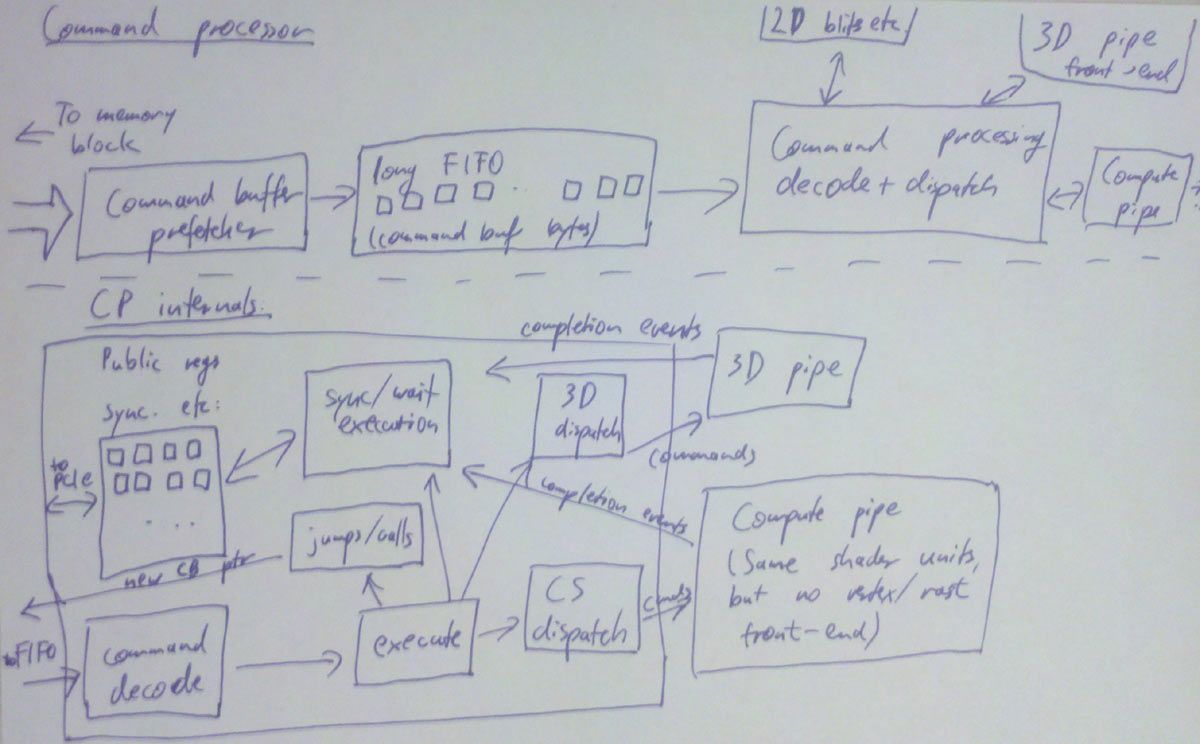 Command processor
2D blits etc.
3D pipe
front-end
To memory
block
Command buffer
prefetcher
long FIFO
(command buf bytes)
Command processing
decode + dispatch
Compute
pipe
CP internals.
completion events
Public regs
sync. etc.
to
PCIe
sync/wait
execution
3D
dispatch
3D pipe
commands
completion events
Compute pipe
(Same shader units,
but no vertex/rast
front-end)
jumps/calls
new CB ptr
CS
dispatch
cmds
execute
toFIFO
command
decode